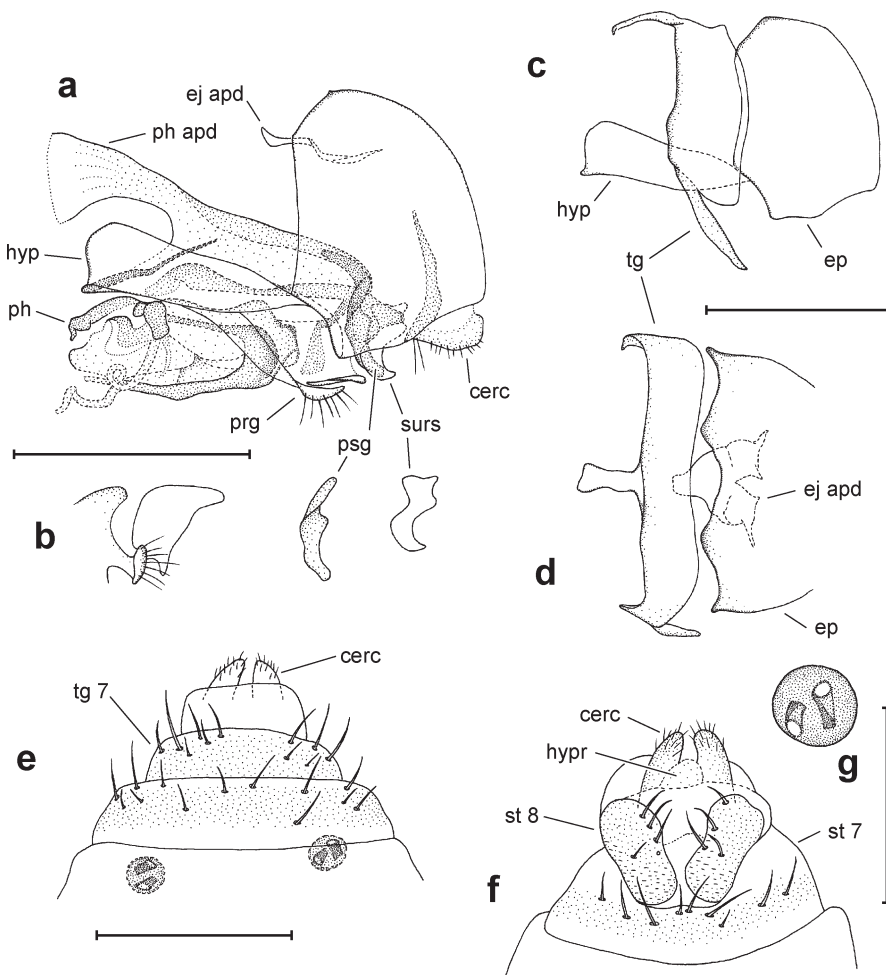 a
ej apd
ph apd
hyp
ph
prg
psg
surs
cerc
b
c
hyp
tg
ep
d
ej apd
ep
e
cerc
tg 7
f
cerc
hypr
st 8
st 7
g